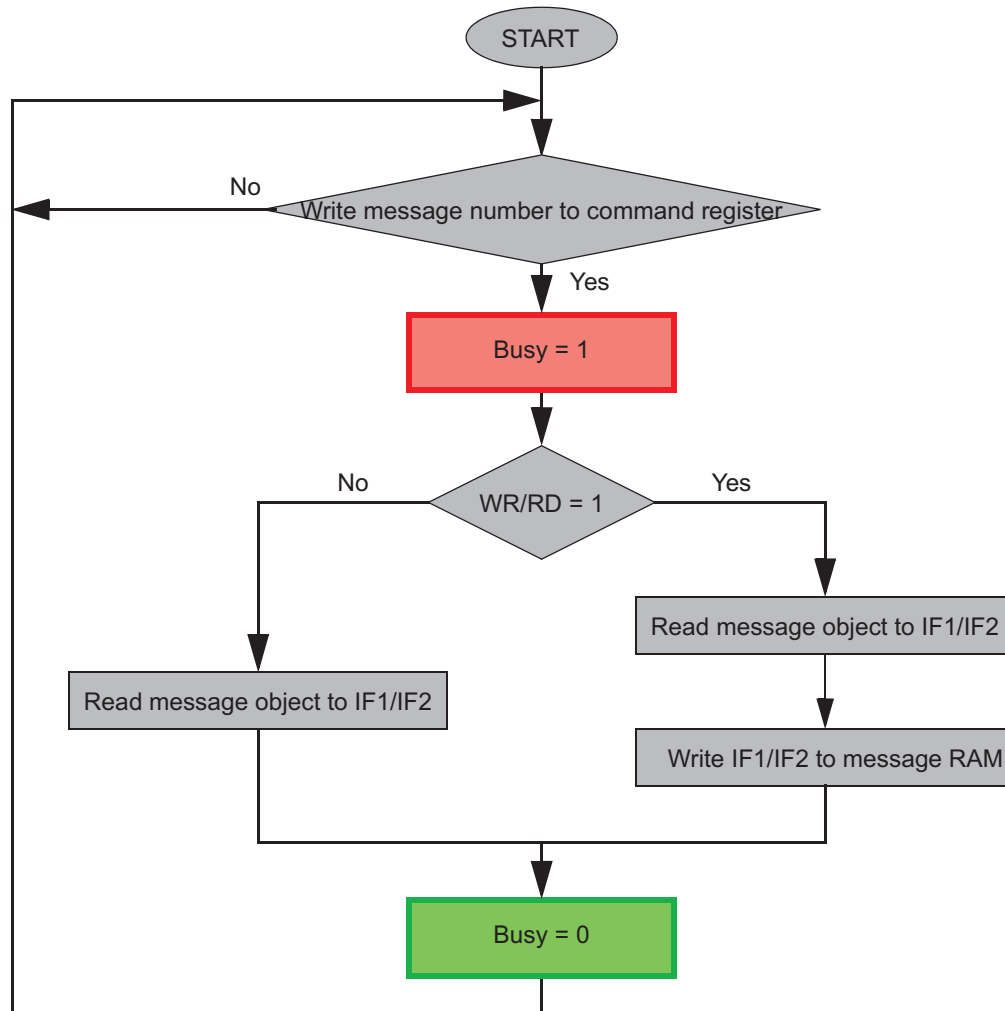 START
No
Write message number to command register
Yes
Busy = 1
No
Yes
WR/RD = 1
Read message object to IF1/IF2
Read message object to IF1/IF2
Write IF1/IF2 to message RAM
Busy = 0